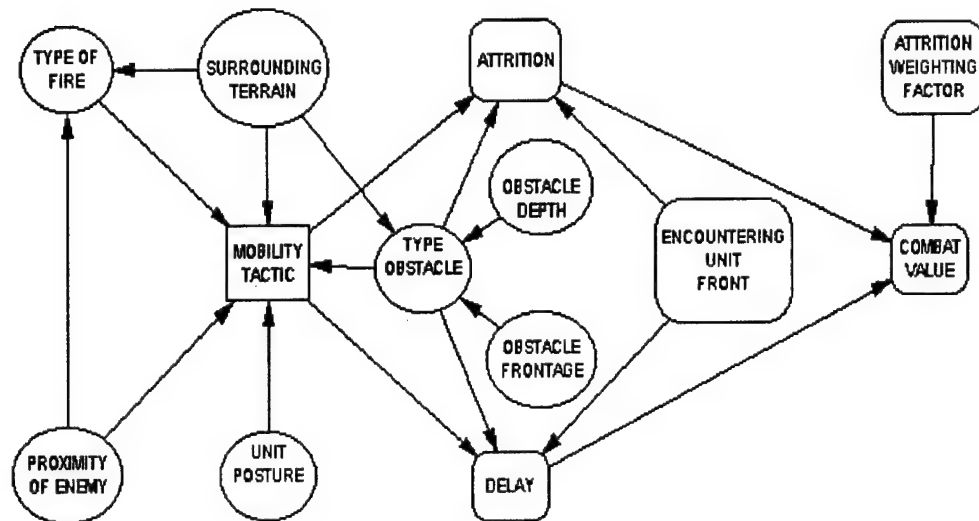 TYPE OF
FIRE
SURROUNDING
TERRAIN
ATTRITION
ATTRITION
WEIGHTING
FACTOR
OBSTACLE
DEPTH
MOBILITY
TACTIC
TYPE
OBSTACLE
ENCOUNTERING
UNIT
FRONT
COMBAT
VALUE
OBSTACLE
FRONTAGE
PROXIMITY
OF ENEMY
UNIT
POSTURE
DELAY